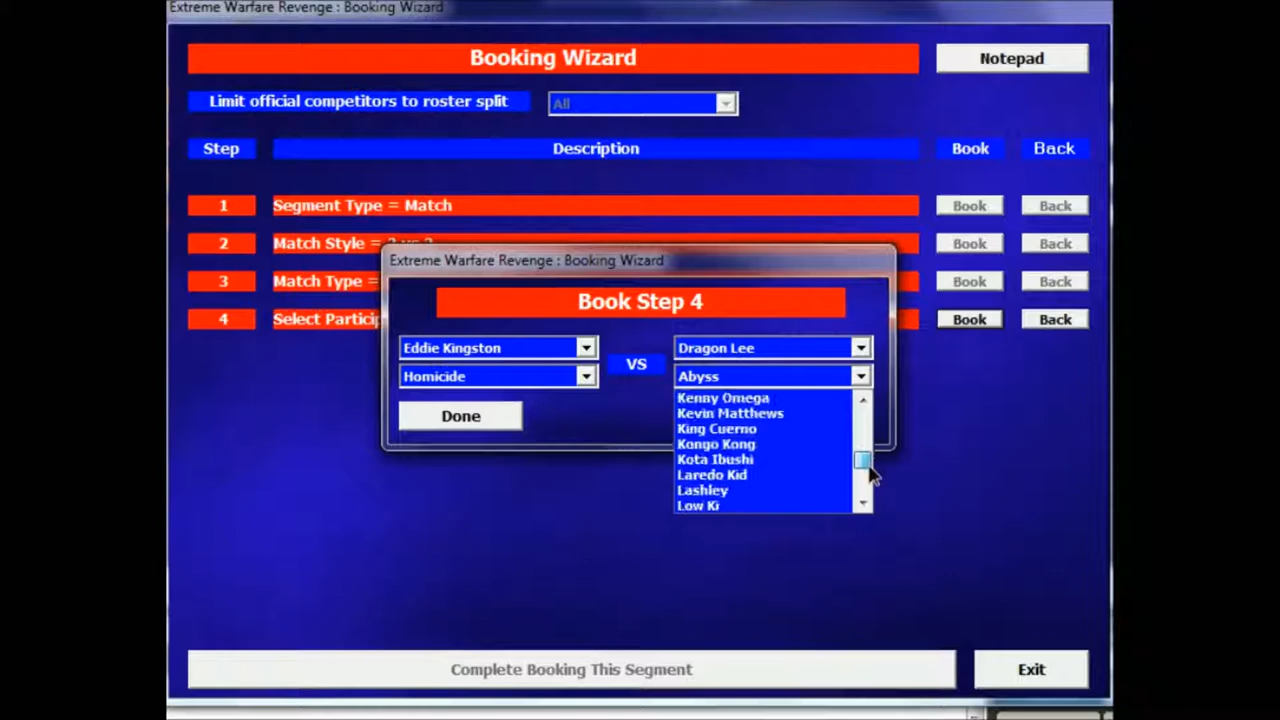 Extreme Warfare Revenge : Booking Wizard
Booking Wizard
Notepad
Limit official competitors to roster split
All
Step
Description
Book
Back
1
Segment Type = Match
Book
Back
2
Match Style =
Book
Back
3
Match Type =
Book
Back
4
Select Particip
Book
Back
Extreme Warfare Revenge : Booking Wizard
Book Step 4
Eddie Kingston
VS
Dragon Lee
Homicide
Abyss
Done
Kenny Omega
Kevin Matthews
King Cuerno
Kongo Kong
Kota Ibushi
Laredo Kid
Lashley
Low Ki
Complete Booking This Segment
Exit